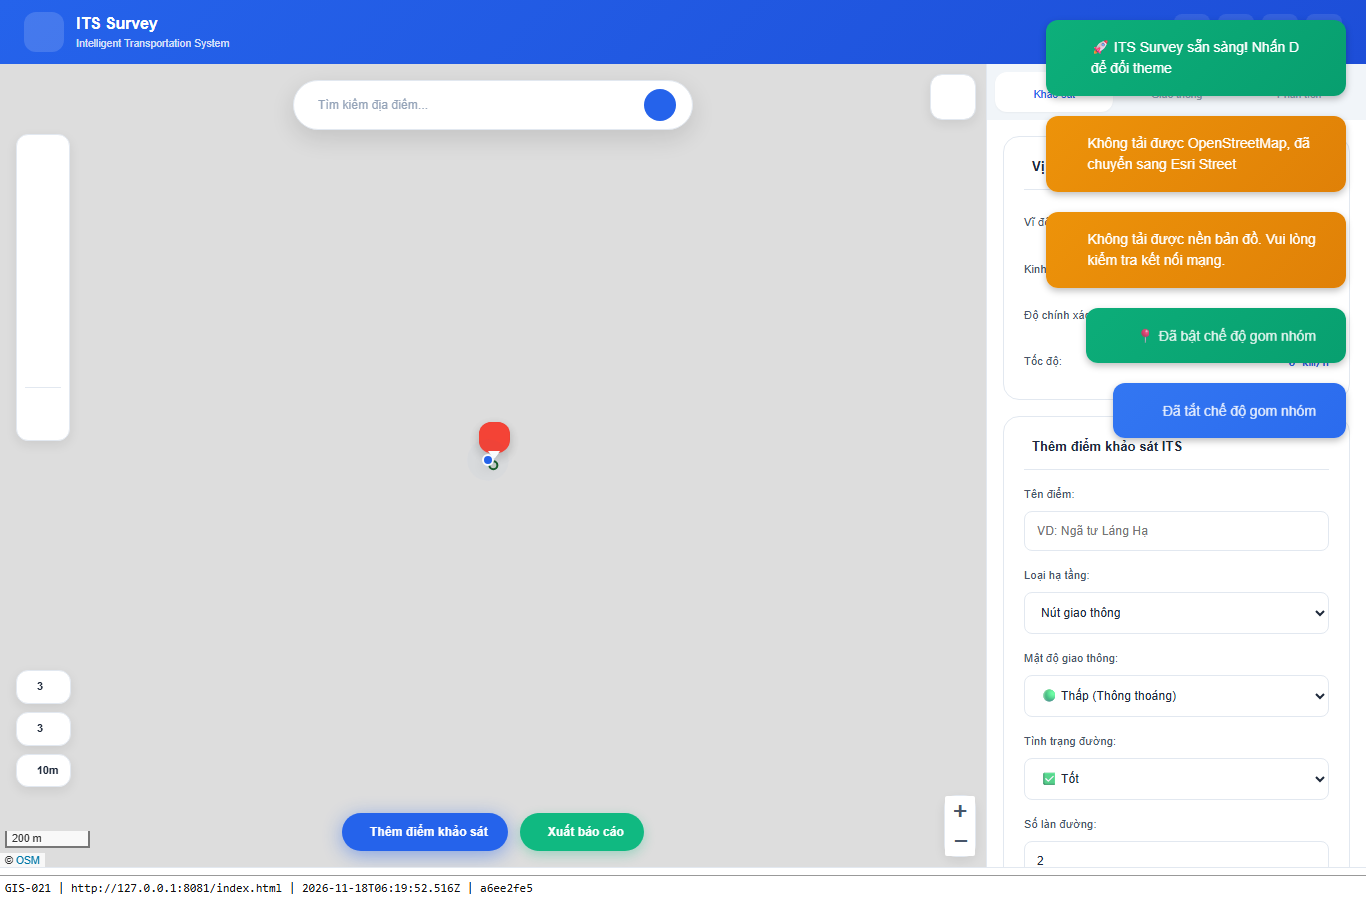 ITS Survey
Intelligent Transportation System
🚀 ITS Survey sẵn sàng! Nhấn D
để đổi theme
Tìm kiếm địa điểm...
Không tải được OpenStreetMap, đã
chuyển sang Esri Street
Không tải được nền bản đồ. Vui lòng
kiểm tra kết nối mạng.
Độ chính xác
📍 Đã bật chế độ gom nhóm
Tốc độ:
Đã tắt chế độ gom nhóm
Thêm điểm khảo sát ITS
Tên điểm:
VD: Ngã tư Láng Hạ
Loại hạ tầng:
Nút giao thông
Mật độ giao thông:
🟢 Thấp (Thông thoáng)
Tình trạng đường:
✅ Tốt
Số làn đường:
2
3
3
10m
Thêm điểm khảo sát
Xuất báo cáo
+
−
200 m
© OSM
GIS-021 | http://127.0.0.1:8081/index.html | 2026-11-18T06:19:52.516Z | a6ee2fe5